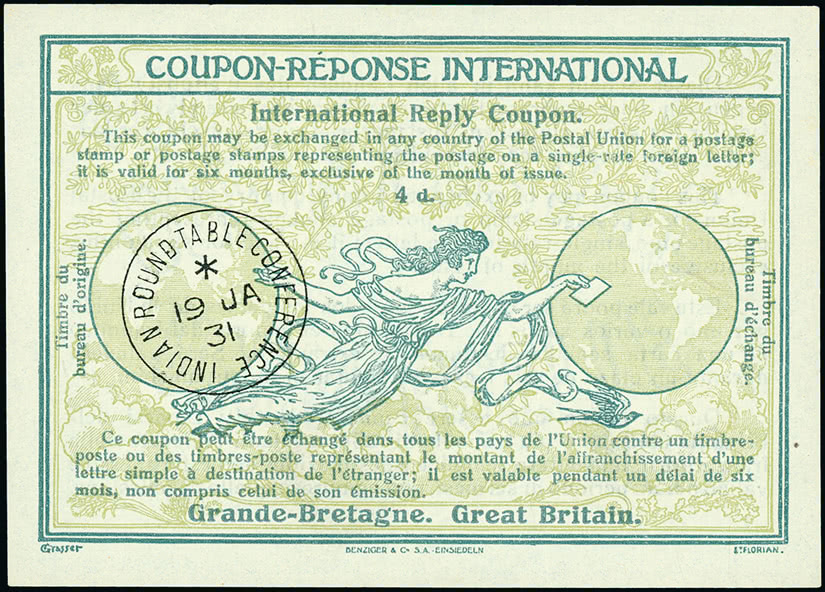 COUPON-RÉPONSE INTERNATIONAL
International Reply Coupon.
This coupon may be exchanged in any country of the Postal Union for a postage
stamp or postage stamps representing the postage on a single-rate foreign letter;
it is valid for six months, exclusive of the month of issue.
4 d.
Timbre du
bureau d'origine.
INDIAN ROUND TABLE CONFERENCE
*
19 JA
31
Timbre du
bureau d'échange.
Ce coupon peut être échangé dans tous les pays de l'Union contre un timbre-
poste ou des timbres-poste représentant le montant de l'affranchissement d'une
lettre simple à destination de l'étranger; il est valable pendant un délai de six
mois, non compris celui de son émission.
Grande-Bretagne. Great Britain.
Grasset
BENZIGER & Co S.A.-EINSIEDELN
St FLORIAN.